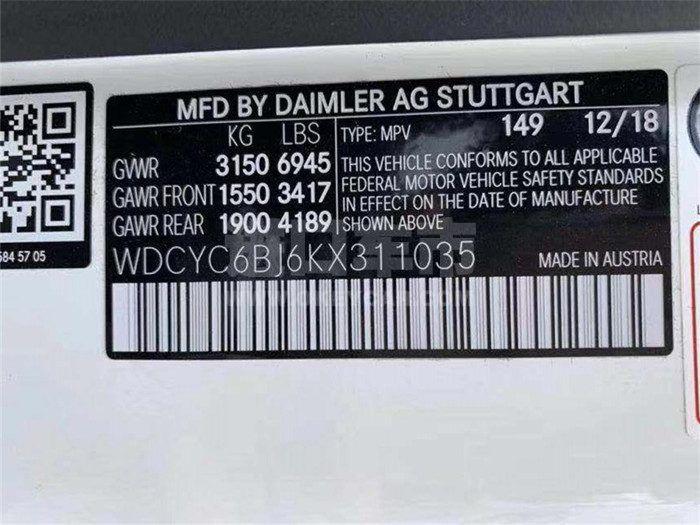 MFD BY DAIMLER AG STUTTGART
KG LBS TYPE: MPV 149 12/18
GVWR 3150 6945 THIS VEHICLE CONFORMS TO ALL APPLICABLE
GAWR FRONT 1550 3417 FEDERAL MOTOR VEHICLE SAFETY STANDARDS
IN EFFECT ON THE DATE OF MANUFACTURE
GAWR REAR 1900 4189 SHOWN ABOVE
WDCYC6BJ6KX311035 MADE IN AUSTRIA
584 57 05